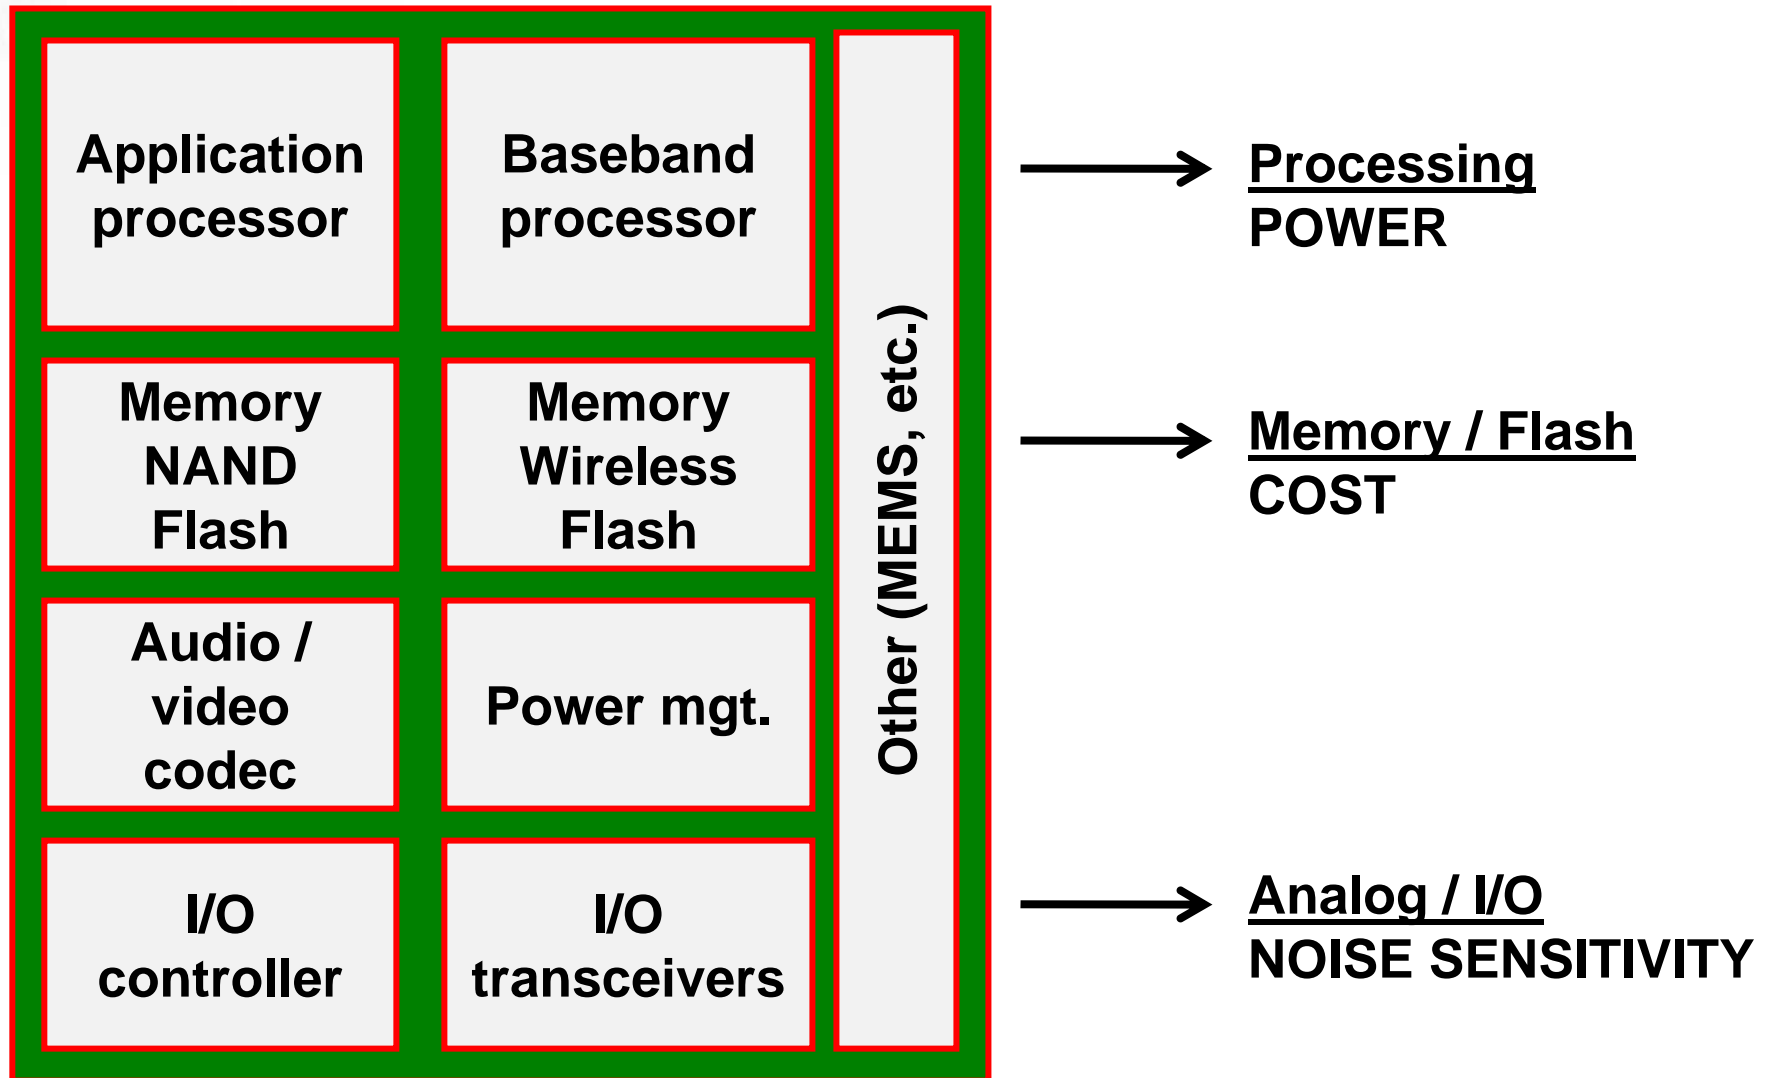 Application
processor
Baseband
processor
Memory
NAND
Flash
Memory
Wireless
Flash
Audio /
video
codec
Power mgt.
I/O
controller
I/O
transceivers
Other (MEMS, etc.)
Processing
POWER
Memory / Flash
COST
Analog / I/O
NOISE SENSITIVITY